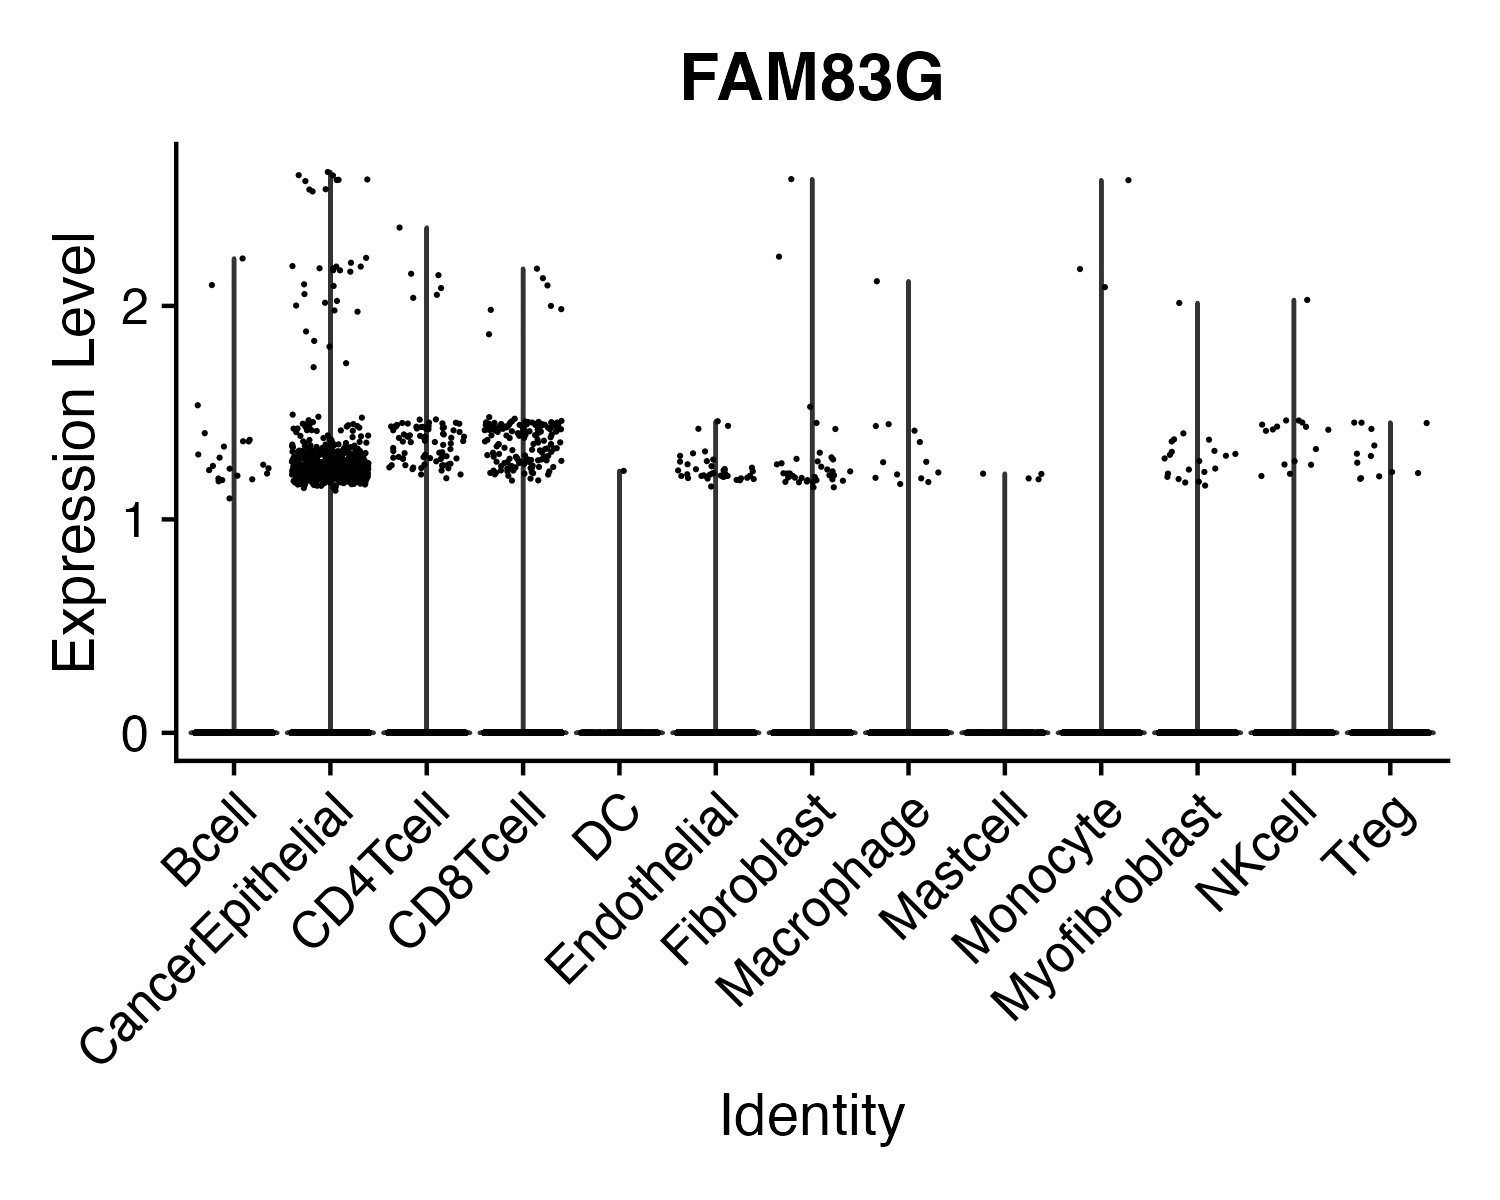 FAM83G
Expression Level
2
1
0
Bcell
CancerEpithelial
CD4Tcell
CD8Tcell
DC
Endothelial
Fibroblast
Macrophage
Mastcell
Monocyte
Myofibroblast
NKcell
Treg
Identity